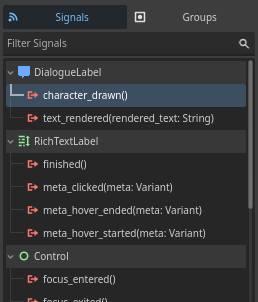 Signals
Groups
Filter Signals
DialogueLabel
character_drawn()
text_rendered(rendered_text: String)
RichTextLabel
finished()
meta_clicked(meta: Variant)
meta_hover_ended(meta: Variant)
meta_hover_started(meta: Variant)
Control
focus_entered()
focus_exited()